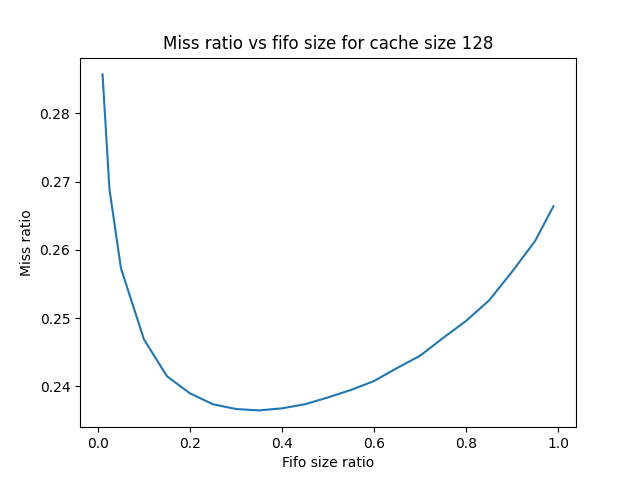 Miss ratio vs fifo size for cache size 128
0.28
0.27
0.26
0.25
0.24
Miss ratio
0.0 0.2 0.4 0.6 0.8 1.0
Fifo size ratio